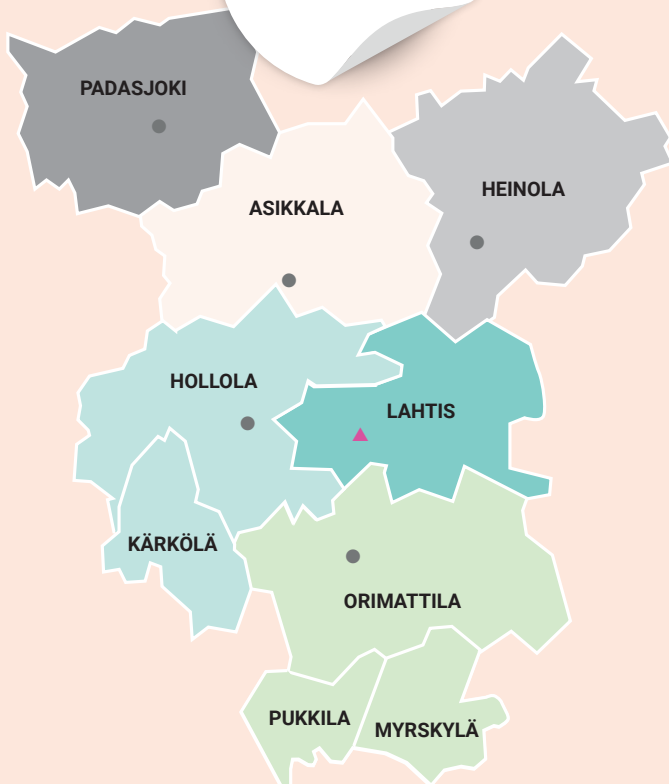 PADASJOKI
HEINOLA
ASIKKALA
HOLLOLA
LAHTIS
KÄRKÖLÄ
ORIMATTILA
PUKKILA
MYRSKYLÄ